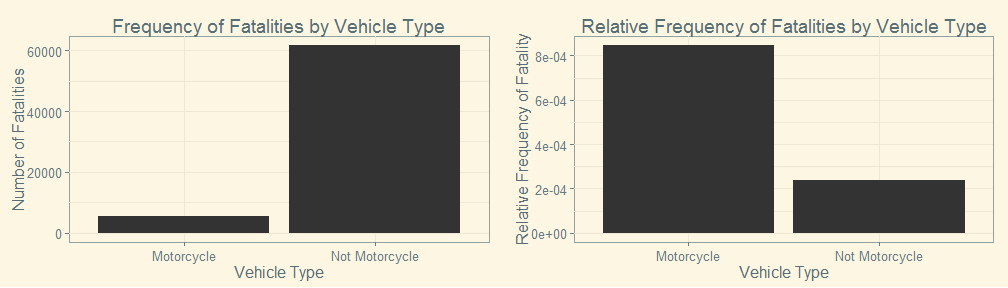 Frequency of Fatalities by Vehicle Type
Number of Fatalities
60000
40000
20000
0
Motorcycle
Not Motorcycle
Vehicle Type
Relative Frequency of Fatalities by Vehicle Type
Relative Frequency of Fatality
8e-04
6e-04
4e-04
2e-04
0e+00
Motorcycle
Not Motorcycle
Vehicle Type